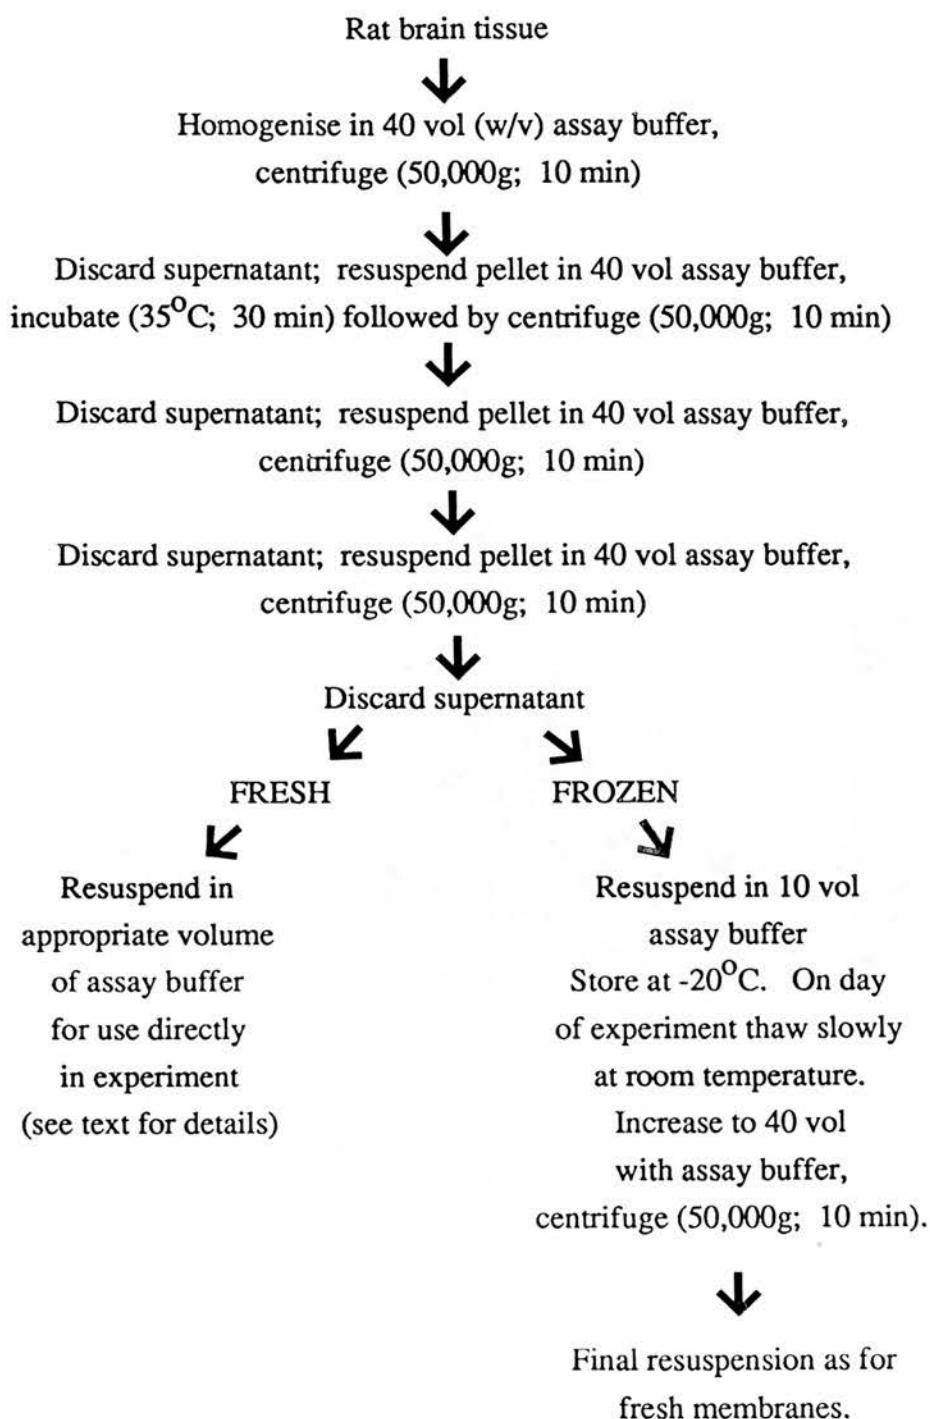 Rat brain tissue
Homogenise in 40 vol (w/v) assay buffer,
centrifuge (50,000g; 10 min)
Discard supernatant; resuspend pellet in 40 vol assay buffer,
incubate (35°C; 30 min) followed by centrifuge (50,000g; 10 min)
Discard supernatant; resuspend pellet in 40 vol assay buffer,
centrifuge (50,000g; 10 min)
Discard supernatant; resuspend pellet in 40 vol assay buffer,
centrifuge (50,000g; 10 min)
Discard supernatant
FRESH
Resuspend in
appropriate volume
of assay buffer
for use directly
in experiment
(see text for details)
FROZEN
Resuspend in 10 vol
assay buffer
Store at -20°C. On day
of experiment thaw slowly
at room temperature.
Increase to 40 vol
with assay buffer,
centrifuge (50,000g; 10 min).
Final resuspension as for
fresh membranes.